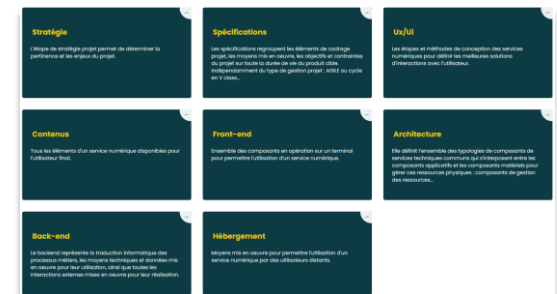 Stratégie
L'étape de stratégie projet permet de déterminer la
pertinence et les enjeux du projet.
Spécifications
Les spécifications regroupent les éléments de cadrage
projet, les moyens mis en oeuvre, les objectifs et contraintes
du projet sur toute la durée de vie du produit cible.
Indépendamment du type de gestion projet : AGILE ou cycle
en V class...
Ux/Ui
Les étapes et méthodes de conception des services
numériques pour définir les meilleures solutions
d'interactions avec l'utilisateur.
Contenus
Tous les éléments d'un service numérique disponibles pour
l'utilisateur final.
Front-end
Ensemble des composants en opération sur un terminal
pour permettre l'utilisation d'un service numérique.
Architecture
Elle définit l'ensemble des typologies de composants de
services techniques communs qui s'interposent entre les
composants applicatifs et les composants matériels pour
gérer ces ressources physiques : composants de gestion
des ressources...
Back-end
Le backend représente la traduction informatique des
processus métiers, les moyens techniques et données mis
en oeuvre pour leur utilisation, ainsi que toutes les
interactions externes mises en oeuvre pour leur réalisation.
Hébergement
Moyens mis en oeuvre pour permettre l'utilisation d'un
service numérique par des utilisateurs distants.